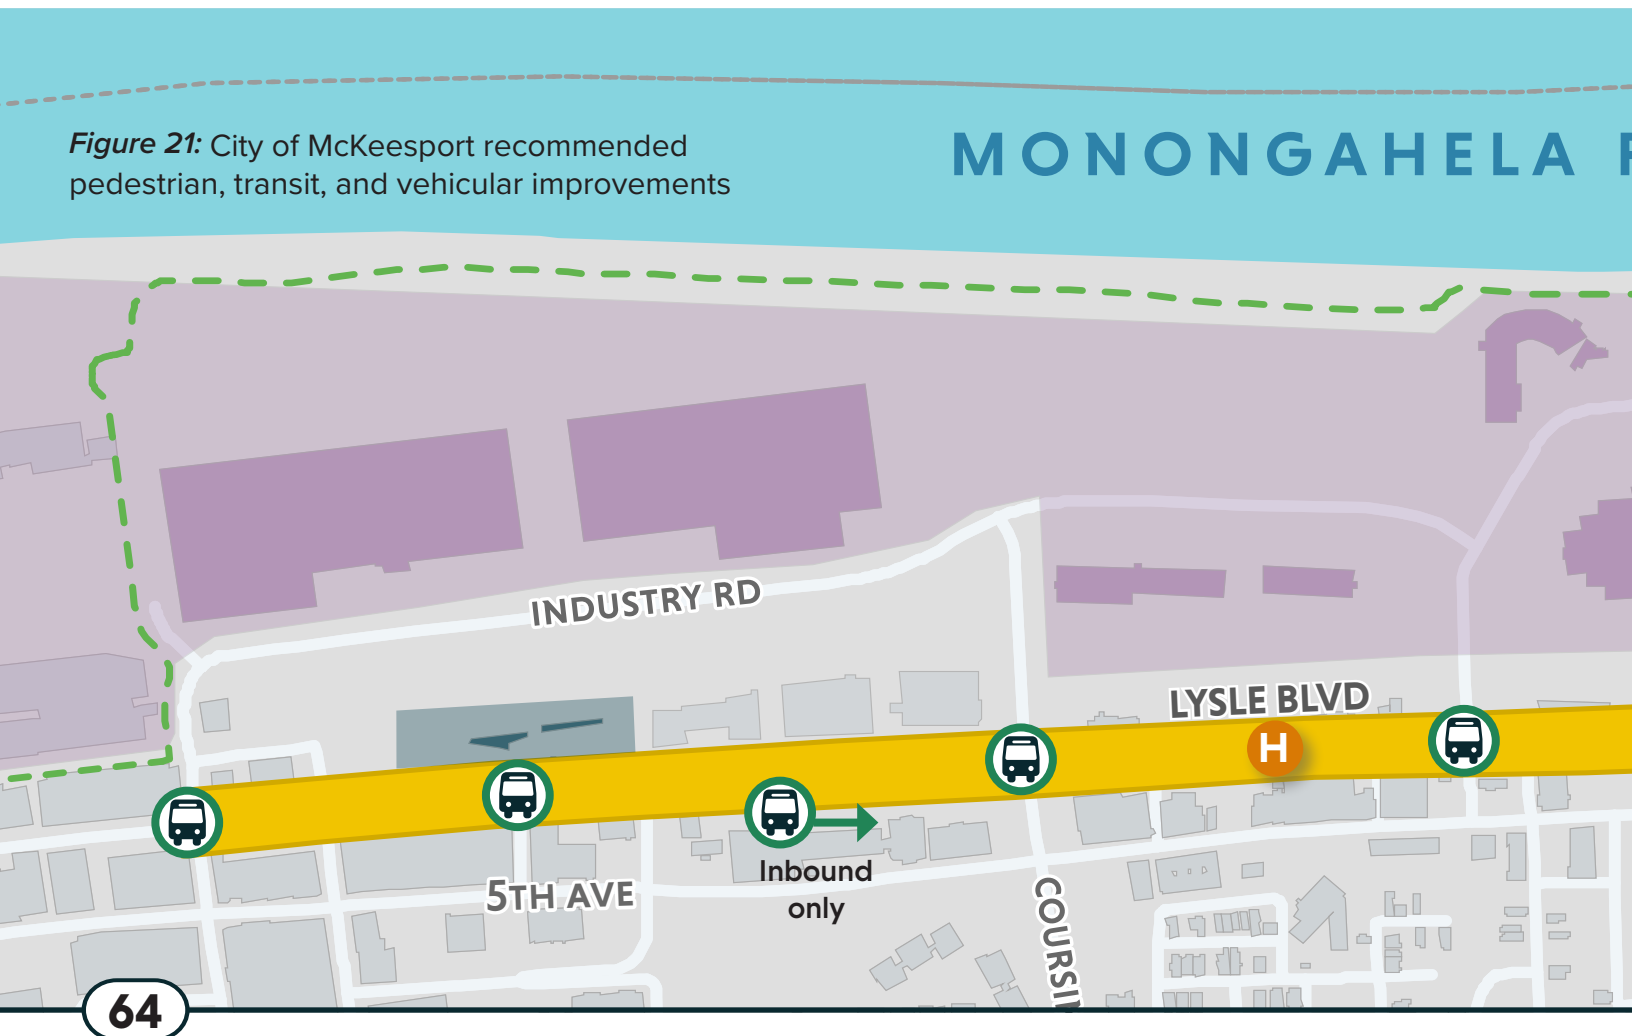 Figure 21: City of McKeesport recommended
pedestrian, transit, and vehicular improvements
MONONGAHELA
INDUSTRY RD
LYSLE BLVD
H
Inbound
only
5TH AVE
COURSI
64